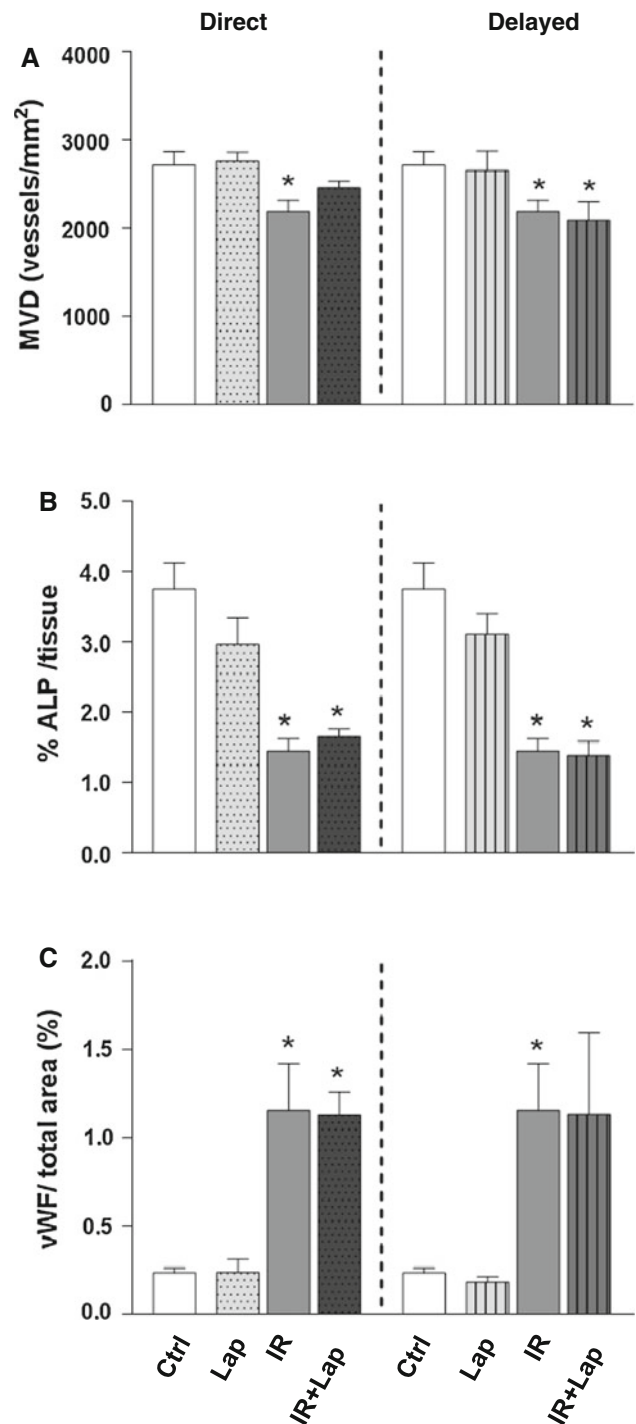 Direct Delayed
A
MVD (vessels/mm²)
4000
3000
2000
1000
0
* * *
B
% ALP /tissue
5.0
4.0
3.0
2.0
1.0
0.0
* * * *
C
vWF/ total area (%)
2.0
1.5
1.0
0.5
0.0
* * *
Ctrl Lap IR IR+Lap Ctrl Lap IR IR+Lap